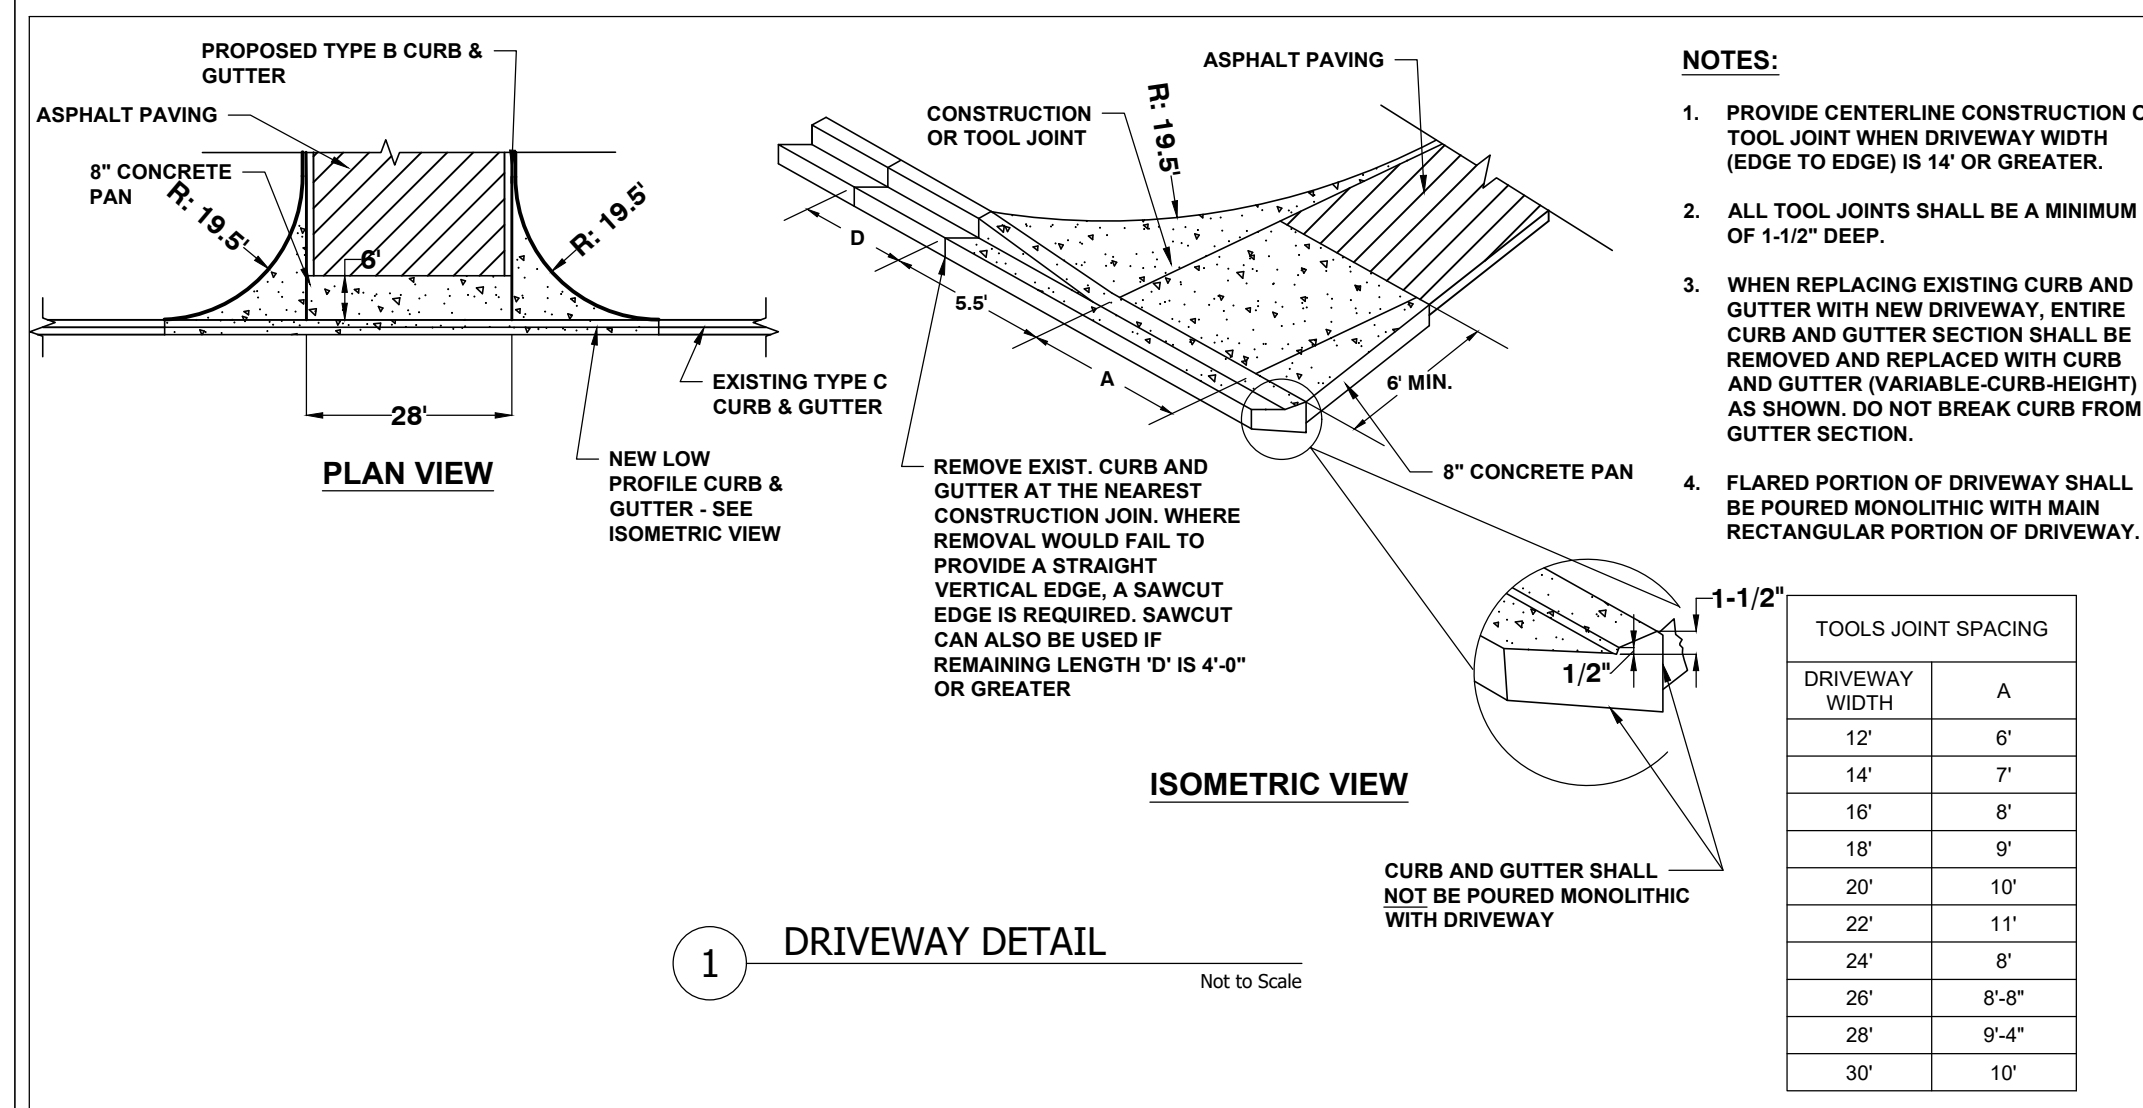 PROPOSED TYPE B CURB &
GUTTER
ASPHALT PAVING
8" CONCRETE
PAN
R: 19.5'
R: 19.5'
6'
28'
EXISTING TYPE C
CURB & GUTTER
NEW LOW
PROFILE CURB &
GUTTER - SEE
ISOMETRIC VIEW
PLAN VIEW
ASPHALT PAVING
CONSTRUCTION
OR TOOL JOINT
R: 19.5'
D
5.5'
A
6' MIN.
8" CONCRETE PAN
REMOVE EXIST. CURB AND
GUTTER AT THE NEAREST
CONSTRUCTION JOIN. WHERE
REMOVAL WOULD FAIL TO
PROVIDE A STRAIGHT
VERTICAL EDGE, A SAWCUT
EDGE IS REQUIRED. SAWCUT
CAN ALSO BE USED IF
REMAINING LENGTH 'D' IS 4'-0"
OR GREATER
1-1/2"
1/2"
ISOMETRIC VIEW
CURB AND GUTTER SHALL
NOT BE POURED MONOLITHIC
WITH DRIVEWAY
1
DRIVEWAY DETAIL
Not to Scale
NOTES:
1. PROVIDE CENTERLINE CONSTRUCTION
TOOL JOINT WHEN DRIVEWAY WIDTH
(EDGE TO EDGE) IS 14' OR GREATER.
2. ALL TOOL JOINTS SHALL BE A MINIMUM
OF 1-1/2" DEEP.
3. WHEN REPLACING EXISTING CURB AND
GUTTER WITH NEW DRIVEWAY, ENTIRE
CURB AND GUTTER SECTION SHALL BE
REMOVED AND REPLACED WITH CURB
AND GUTTER (VARIABLE-CURB-HEIGHT)
AS SHOWN. DO NOT BREAK CURB FROM
GUTTER SECTION.
4. FLARED PORTION OF DRIVEWAY SHALL
BE POURED MONOLITHIC WITH MAIN
RECTANGULAR PORTION OF DRIVEWAY.
TOOLS JOINT SPACING
DRIVEWAY
WIDTH
A
12' 6'
14' 7'
16' 8'
18' 9'
20' 10'
22' 11'
24' 8'
26' 8'-8"
28' 9'-4"
30' 10'